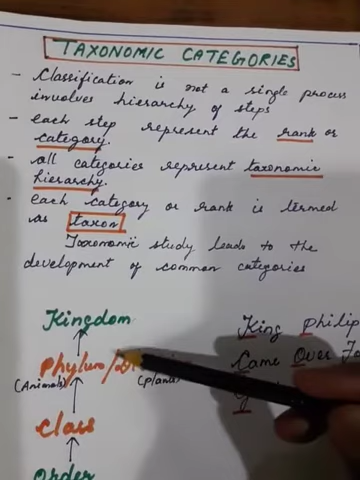 TAXONOMIC CATEGORIES
- Classification is not a single process
involves hierarchy of steps
- each step represent the rank or
category.
- all categories represent taxonomic
hierarchy.
- each category or rank is termed
as taxon
Taxonomic study leads to the
development of common categories
Kingdom
King Philip
Phylum/
Came Over
(Animals)
(plants)
Class
Order